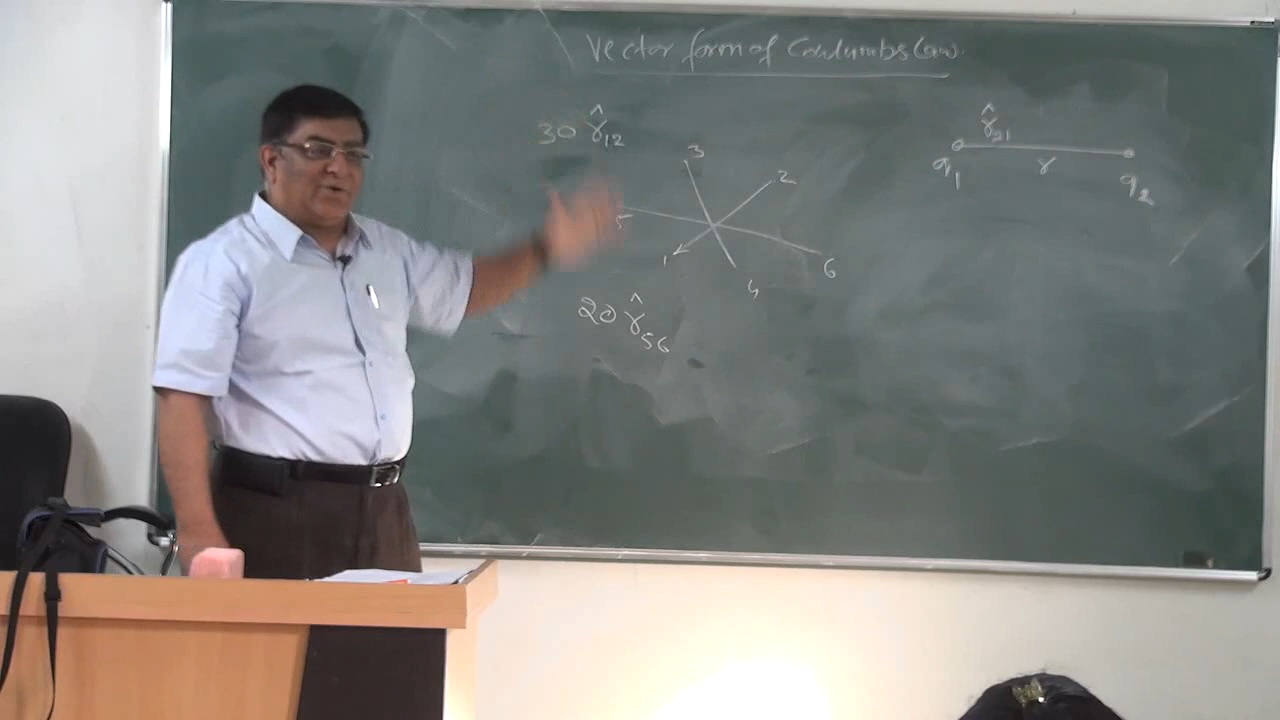 Vector form of Coulumbs law.
30 r̂12
3
2
5
1
4
6
20 r̂56
r̂21
q1 r q2